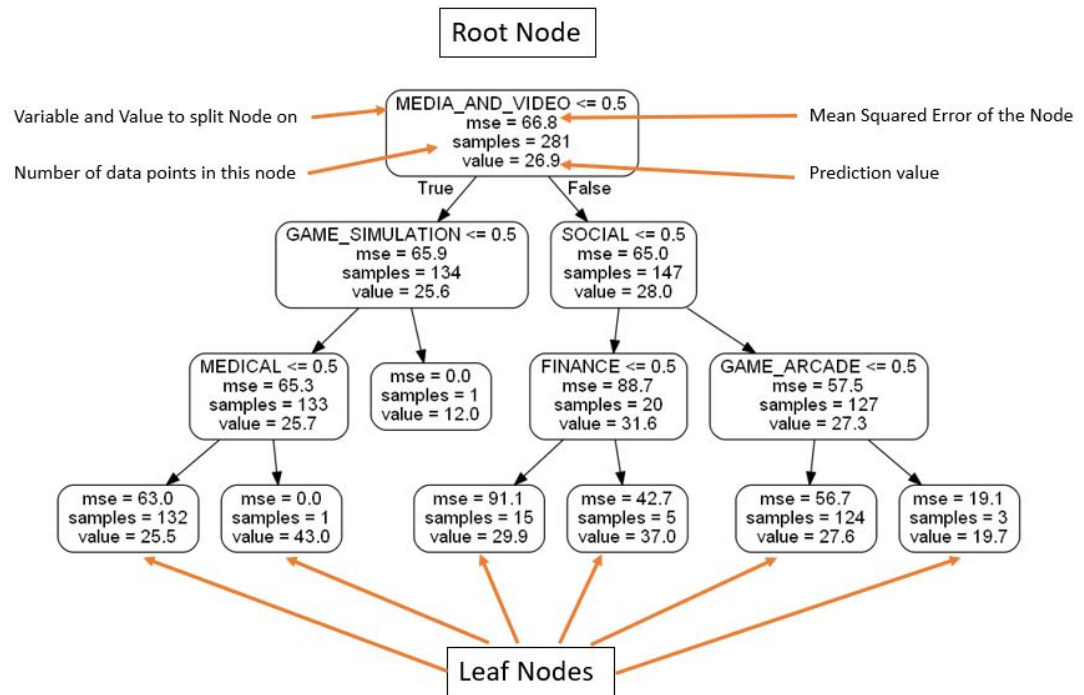 Root Node
Variable and Value to split Node on
Number of data points in this node
MEDIA_AND_VIDEO <= 0.5
mse = 66.8
samples = 281
value = 26.9
Mean Squared Error of the Node
Prediction value
True
False
GAME_SIMULATION <= 0.5
mse = 65.9
samples = 134
value = 25.6
SOCIAL <= 0.5
mse = 65.0
samples = 147
value = 28.0
MEDICAL <= 0.5
mse = 65.3
samples = 133
value = 25.7
mse = 0.0
samples = 1
value = 12.0
FINANCE <= 0.5
mse = 88.7
samples = 20
value = 31.6
GAME_ARCADE <= 0.5
mse = 57.5
samples = 127
value = 27.3
mse = 63.0
samples = 132
value = 25.5
mse = 0.0
samples = 1
value = 43.0
mse = 91.1
samples = 15
value = 29.9
mse = 42.7
samples = 5
value = 37.0
mse = 56.7
samples = 124
value = 27.6
mse = 19.1
samples = 3
value = 19.7
Leaf Nodes